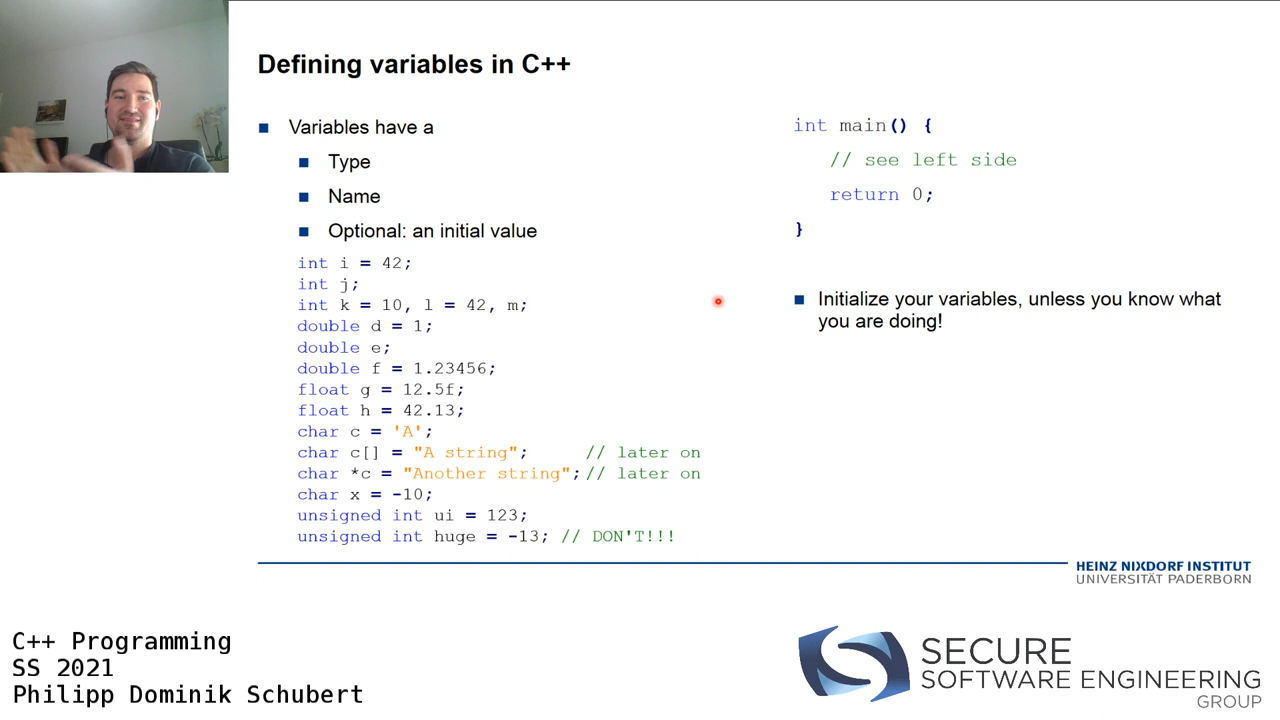 Defining variables in C++
Variables have a
Type
Name
Optional: an initial value
int i = 42;
int j;
int k = 10, l = 42, m;
double d = 1;
double e;
double f = 1.23456;
float g = 12.5f;
float h = 42.13;
char c = 'A';
char c[] = "A string"; // later on
char *c = "Another string"; // later on
char x = -10;
unsigned int ui = 123;
unsigned int huge = -13; // DON'T!!!
int main() {
// see left side
return 0;
}
Initialize your variables, unless you know what
you are doing!
HEINZ NIXDORF INSTITUT
UNIVERSITÄT PADERBORN
C++ Programming
SS 2021
Philipp Dominik Schubert
SECURE
SOFTWARE ENGINEERING
GROUP